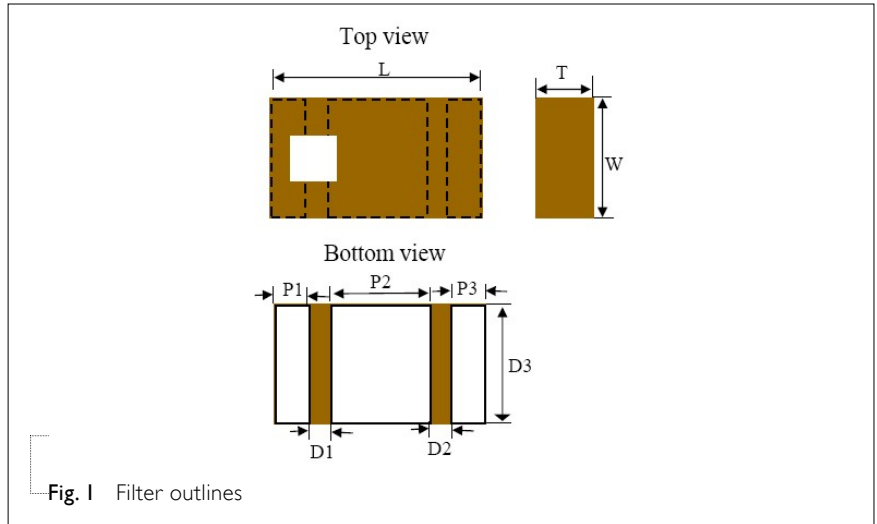 Top view
L
T
W
Bottom view
P1
P2
P3
D3
D1
D2
Fig. 1 Filter outlines